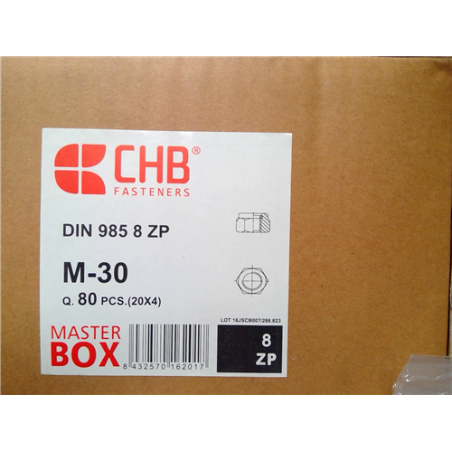 CHB®
FASTENERS
DIN 985 8 ZP
M-30
Q. 80 PCS.(20X4)
LOT 16JSCB007/268.823
MASTER
BOX
8 432570 162017
8
ZP